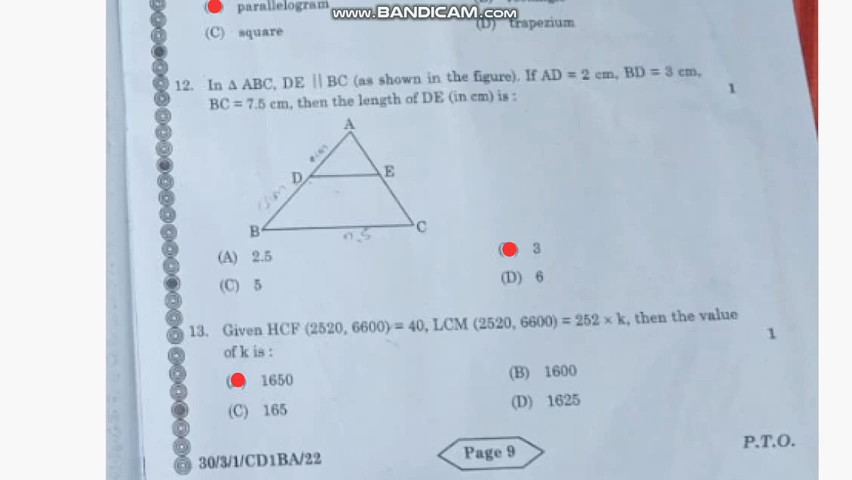 parallelogram
www.BANDICAM.com
(C) square
(D) trapezium
12. In Δ ABC, DE || BC (as shown in the figure). If AD = 2 cm, BD = 3 cm,
BC = 7.5 cm, then the length of DE (in cm) is :
1
A
D
E
B
C
(A) 2.5
3
(C) 5
(D) 6
13. Given HCF (2520, 6600) = 40, LCM (2520, 6600) = 252 × k, then the value
of k is :
1
1650
(B) 1600
(C) 165
(D) 1625
30/3/1/CD1BA/22
Page 9
P.T.O.